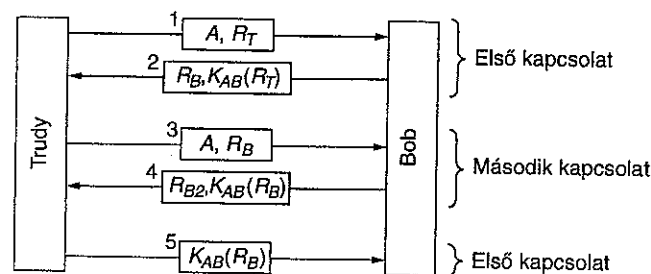 Trudy
Bob
1
A, R_T
2
R_B, K_AB(R_T)
Első kapcsolat
3
A, R_B
4
R_B2, K_AB(R_B)
Második kapcsolat
5
K_AB(R_B)
Első kapcsolat